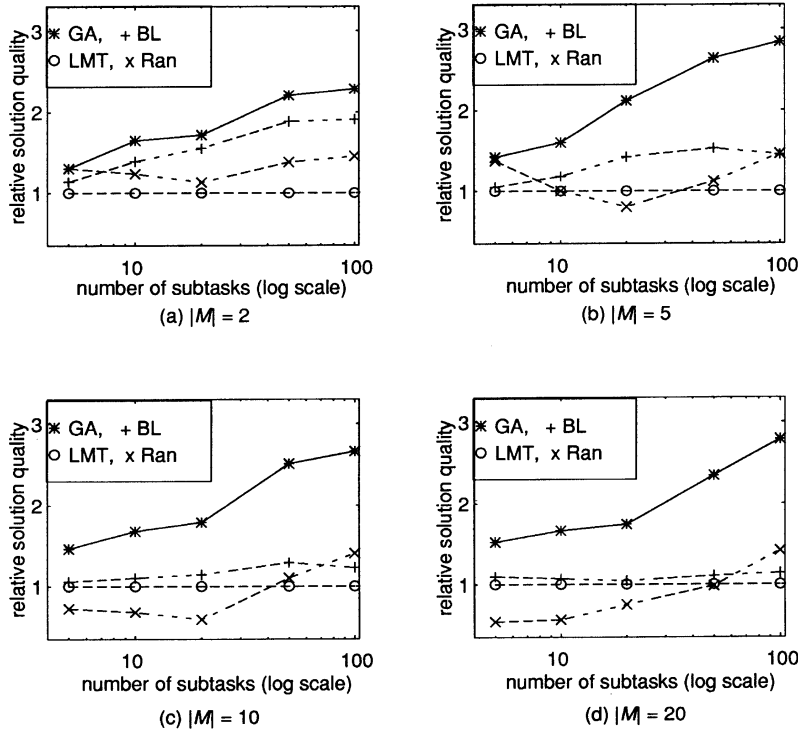 3
GA, + BL
LMT, x Ran
2
1
relative solution quality
10
100
number of subtasks (log scale)
(a) |M| = 2
3
GA, + BL
LMT, x Ran
2
1
relative solution quality
10
100
number of subtasks (log scale)
(b) |M| = 5
3
GA, + BL
LMT, x Ran
2
1
relative solution quality
10
100
number of subtasks (log scale)
(c) |M| = 10
3
GA, + BL
LMT, x Ran
2
1
relative solution quality
10
100
number of subtasks (log scale)
(d) |M| = 20